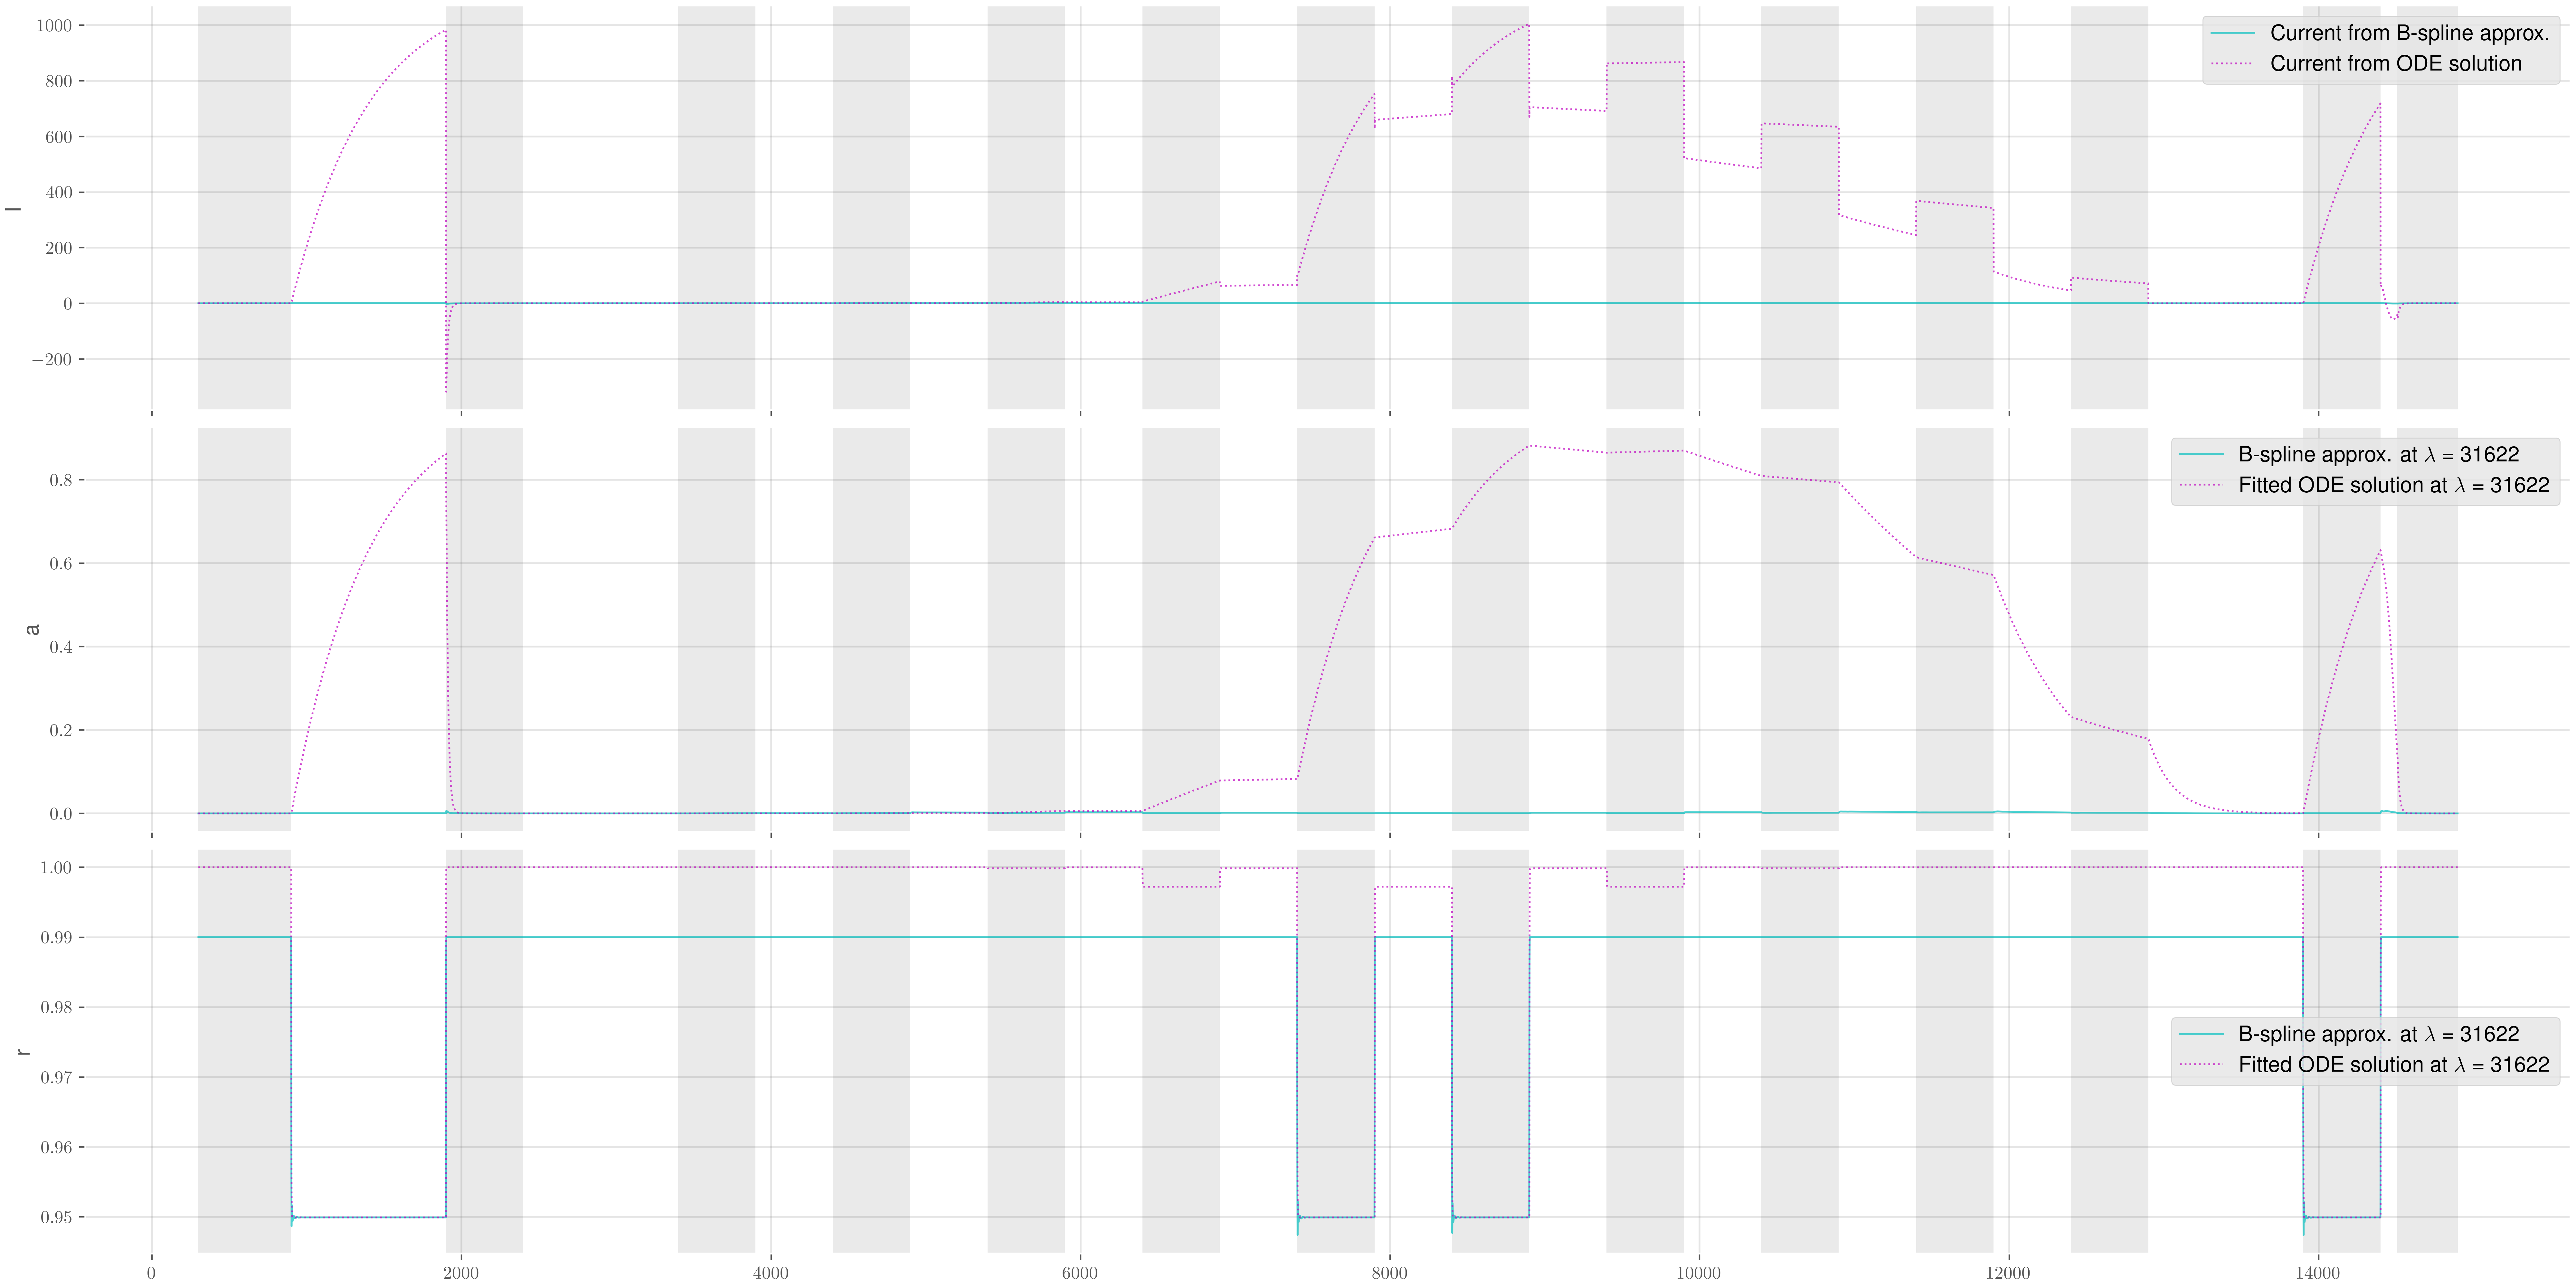 1000
800
600
400
200
0
−200
I
Current from B-spline approx.
Current from ODE solution
0.8
0.6
0.4
0.2
0.0
a
B-spline approx. at λ = 31622
Fitted ODE solution at λ = 31622
1.00
0.99
0.98
0.97
0.96
0.95
r
B-spline approx. at λ = 31622
Fitted ODE solution at λ = 31622
0 2000 4000 6000 8000 10000 12000 14000